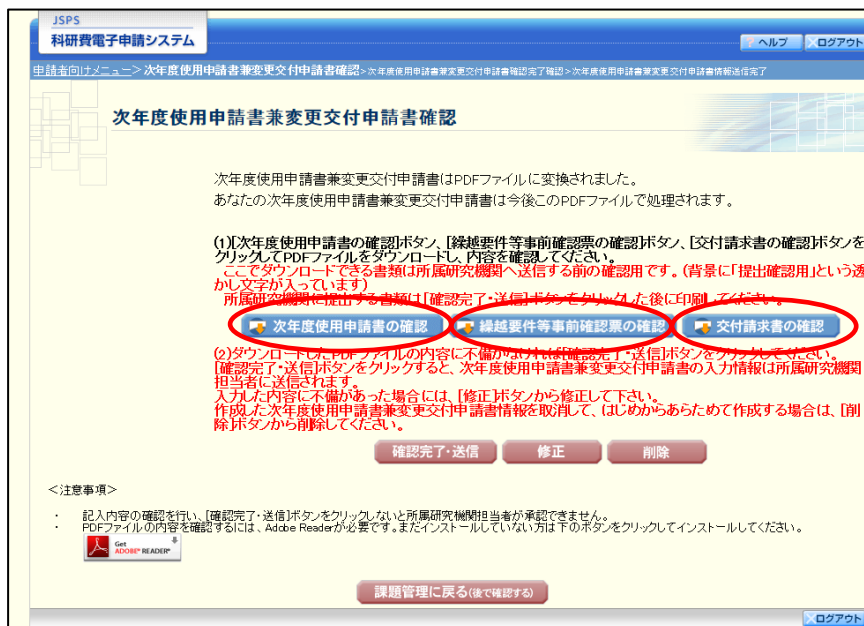 JSPS
科研費電子申請システム
ヘルプ
ログアウト
申請者向けメニュー>次年度使用申請書兼変更交付申請書確認>次年度使用申請書兼変更交付申請書確認完了確認>次年度使用申請書兼変更交付申請書情報送信完了
次年度使用申請書兼変更交付申請書確認
次年度使用申請書兼変更交付申請書はPDFファイルに変換されました。
あなたの次年度使用申請書兼変更交付申請書は今後このPDFファイルで処理されます。
(1)[次年度使用申請書の確認]ボタン、[繰越要件等事前確認票の確認]ボタン、[交付請求書の確認]ボタンを
クリックしてPDFファイルをダウンロードし、内容を確認してください。
ここでダウンロードできる書類は所属研究機関へ送信する前の確認用です。(背景に「提出確認用」という透
かし文字が入っています)
所属研究機関に提出する書類は[確認完了・送信]ボタンをクリックした後に印刷してください。
次年度使用申請書の確認
繰越要件等事前確認票の確認
交付請求書の確認
(2)ダウンロードしたPDFファイルの内容に不備がなければ[確認完了・送信]ボタンをクリックしてください。
[確認完了・送信]ボタンをクリックすると、次年度使用申請書兼変更交付申請書の入力情報は所属研究機関
担当者に送信されます。
入力した内容に不備があった場合には、[修正]ボタンから修正して下さい。
作成した次年度使用申請書兼変更交付申請書情報を取消して、はじめからあらためて作成する場合は、[削
除]ボタンから削除してください。
確認完了・送信
修正
削除
<注意事項>
・ 記入内容の確認を行い、[確認完了・送信]ボタンをクリックしないと所属研究機関担当者が承認できません。
・ PDFファイルの内容を確認するには、Adobe Readerが必要です。まだインストールしていない方は下のボタンをクリックしてインストールしてください。
Get
ADOBE® READER®
課題管理に戻る(後で確認する)
ログアウト